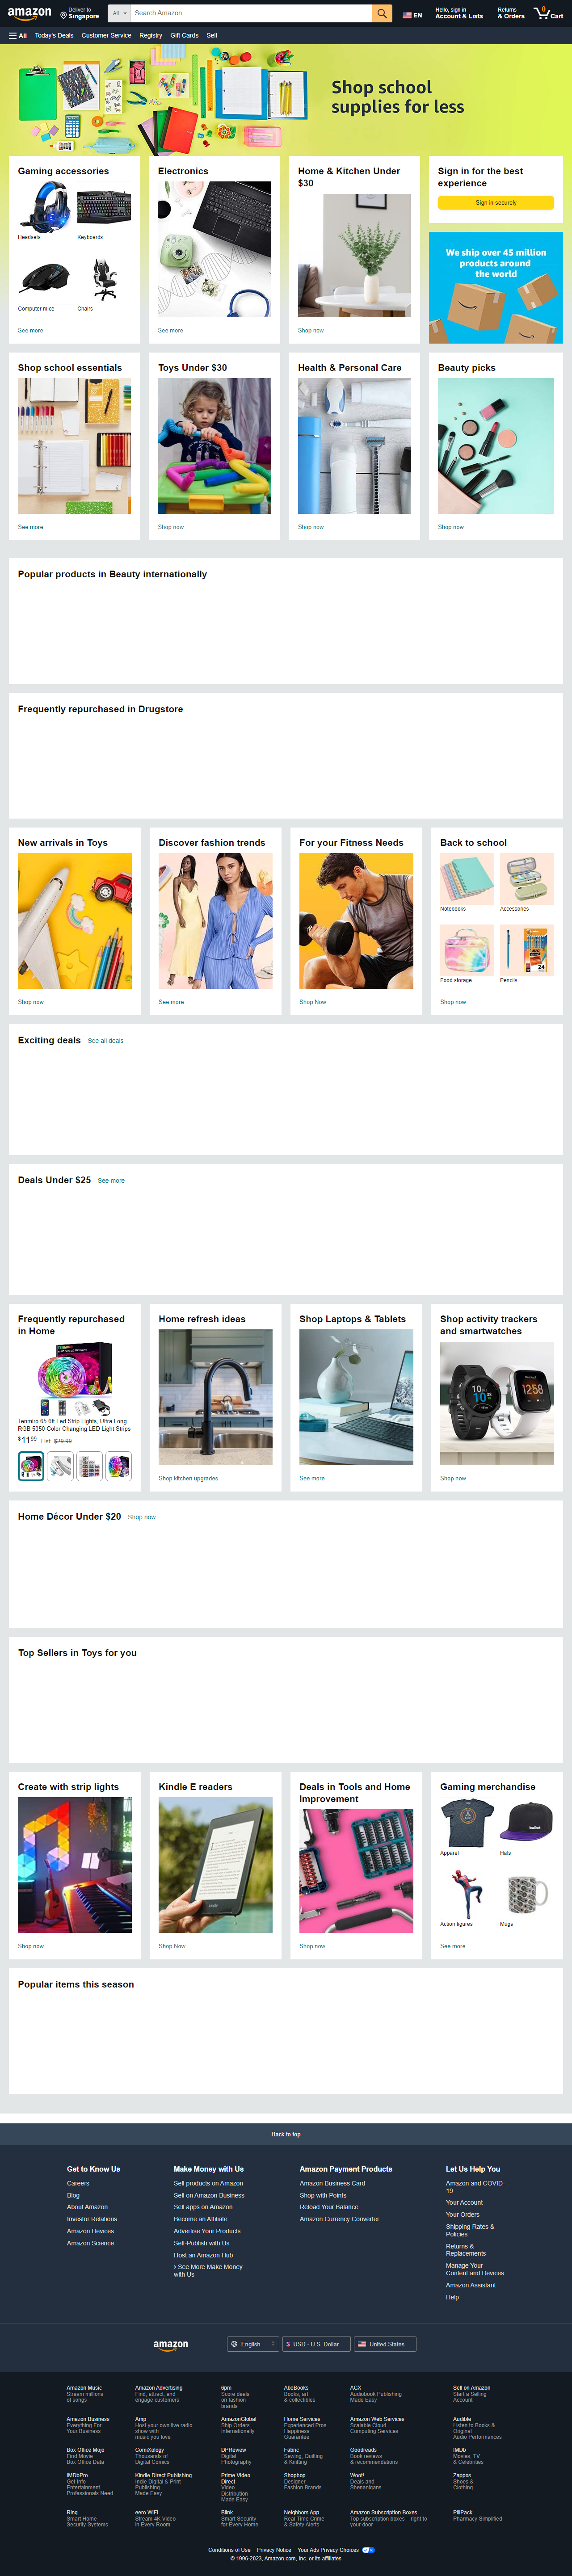 amazon
Deliver to
Singapore
All
Search Amazon
EN
Hello, sign in
Account & Lists
Returns
& Orders
0
Cart
All
Today's Deals
Customer Service
Registry
Gift Cards
Sell
Shop school
supplies for less
Gaming accessories
Headsets
Keyboards
Computer mice
Chairs
See more
Electronics
See more
Home & Kitchen Under
$30
Shop now
Sign in for the best
experience
Sign in securely
We ship over 45 million
products around
the world
Shop school essentials
See more
Toys Under $30
Shop now
Health & Personal Care
Shop now
Beauty picks
Shop now
Popular products in Beauty internationally
Frequently repurchased in Drugstore
New arrivals in Toys
Shop now
Discover fashion trends
See more
For your Fitness Needs
Shop Now
Back to school
Notebooks
Accessories
Food storage
24
Pencils
Shop now
Exciting deals
See all deals
Deals Under $25
See more
Frequently repurchased
in Home
Tenmiro 65.6ft Led Strip Lights, Ultra Long
RGB 5050 Color Changing LED Light Strips
$11.99 List: $29.99
Home refresh ideas
Shop kitchen upgrades
Shop Laptops & Tablets
See more
Shop activity trackers
and smartwatches
10
10
12:58
Shop now
Home Décor Under $20
Shop now
Top Sellers in Toys for you
Create with strip lights
Shop now
Kindle E readers
kindle
Shop Now
Deals in Tools and Home
Improvement
Shop now
Gaming merchandise
Apparel
Hats
Action figures
Mugs
See more
Popular items this season
Back to top
Get to Know Us
Careers
Blog
About Amazon
Investor Relations
Amazon Devices
Amazon Science
Make Money with Us
Sell products on Amazon
Sell on Amazon Business
Sell apps on Amazon
Become an Affiliate
Advertise Your Products
Self-Publish with Us
Host an Amazon Hub
› See More Make Money
with Us
Amazon Payment Products
Amazon Business Card
Shop with Points
Reload Your Balance
Amazon Currency Converter
Let Us Help You
Amazon and COVID-
19
Your Account
Your Orders
Shipping Rates &
Policies
Returns &
Replacements
Manage Your
Content and Devices
Amazon Assistant
Help
amazon
English
$ USD - U.S. Dollar
United States
Amazon Music
Stream millions
of songs
Amazon Advertising
Find, attract, and
engage customers
6pm
Score deals
on fashion
brands
AbeBooks
Books, art
& collectibles
ACX
Audiobook Publishing
Made Easy
Sell on Amazon
Start a Selling
Account
Amazon Business
Everything For
Your Business
Amp
Host your own live radio
show with
music you love
AmazonGlobal
Ship Orders
Internationally
Home Services
Experienced Pros
Happiness
Guarantee
Amazon Web Services
Scalable Cloud
Computing Services
Audible
Listen to Books &
Original
Audio Performances
Box Office Mojo
Find Movie
Box Office Data
ComiXology
Thousands of
Digital Comics
DPReview
Digital
Photography
Fabric
Sewing, Quilting
& Knitting
Goodreads
Book reviews
& recommendations
IMDb
Movies, TV
& Celebrities
IMDbPro
Get Info
Entertainment
Professionals Need
Kindle Direct Publishing
Indie Digital & Print
Publishing
Made Easy
Prime Video
Direct
Video
Distribution
Made Easy
Shopbop
Designer
Fashion Brands
Woot!
Deals and
Shenanigans
Zappos
Shoes &
Clothing
Ring
Smart Home
Security Systems
eero WiFi
Stream 4K Video
in Every Room
Blink
Smart Security
for Every Home
Neighbors App
Real-Time Crime
& Safety Alerts
Amazon Subscription Boxes
Top subscription boxes – right to
your door
PillPack
Pharmacy Simplified
Conditions of Use
Privacy Notice
Your Ads Privacy Choices
© 1996-2023, Amazon.com, Inc. or its affiliates